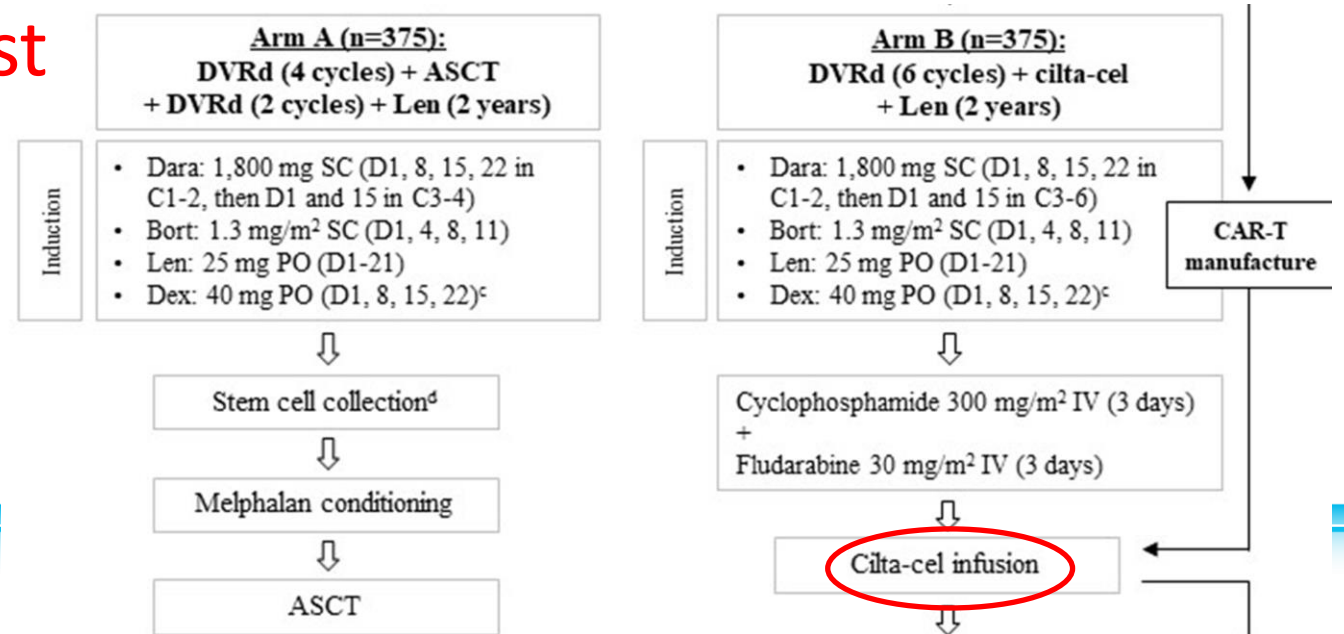 st
Arm A (n=375):
DVRd (4 cycles) + ASCT
+ DVRd (2 cycles) + Len (2 years)
Induction
• Dara: 1,800 mg SC (D1, 8, 15, 22 in
C1-2, then D1 and 15 in C3-4)
• Bort: 1.3 mg/m² SC (D1, 4, 8, 11)
• Len: 25 mg PO (D1-21)
• Dex: 40 mg PO (D1, 8, 15, 22)ᶜ
Stem cell collectionᵈ
Melphalan conditioning
ASCT
Arm B (n=375):
DVRd (6 cycles) + cilta-cel
+ Len (2 years)
Induction
• Dara: 1,800 mg SC (D1, 8, 15, 22 in
C1-2, then D1 and 15 in C3-6)
• Bort: 1.3 mg/m² SC (D1, 4, 8, 11)
• Len: 25 mg PO (D1-21)
• Dex: 40 mg PO (D1, 8, 15, 22)ᶜ
Cyclophosphamide 300 mg/m² IV (3 days)
+
Fludarabine 30 mg/m² IV (3 days)
Cilta-cel infusion
CAR-T
manufacture